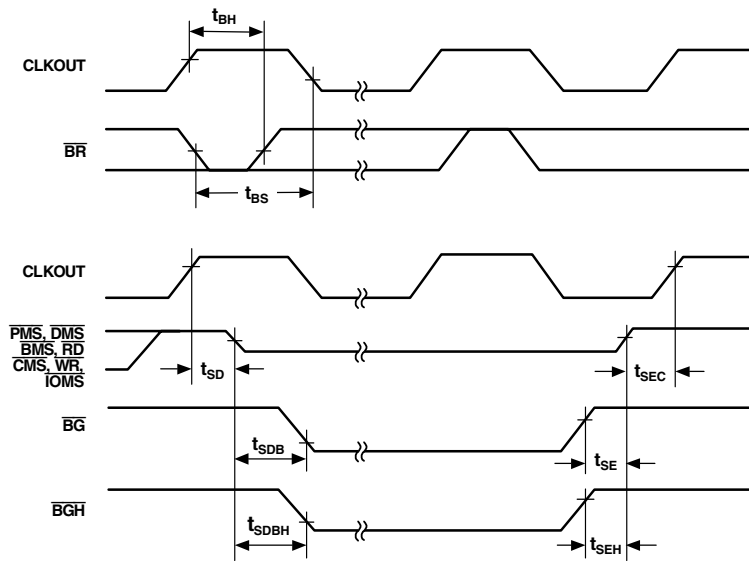 tBH
CLKOUT
BR
tBS
CLKOUT
PMS, DMS
BMS, RD
CMS, WR,
IOMS
tSD
tSEC
BG
tSDB
tSE
BGH
tSDBH
tSEH